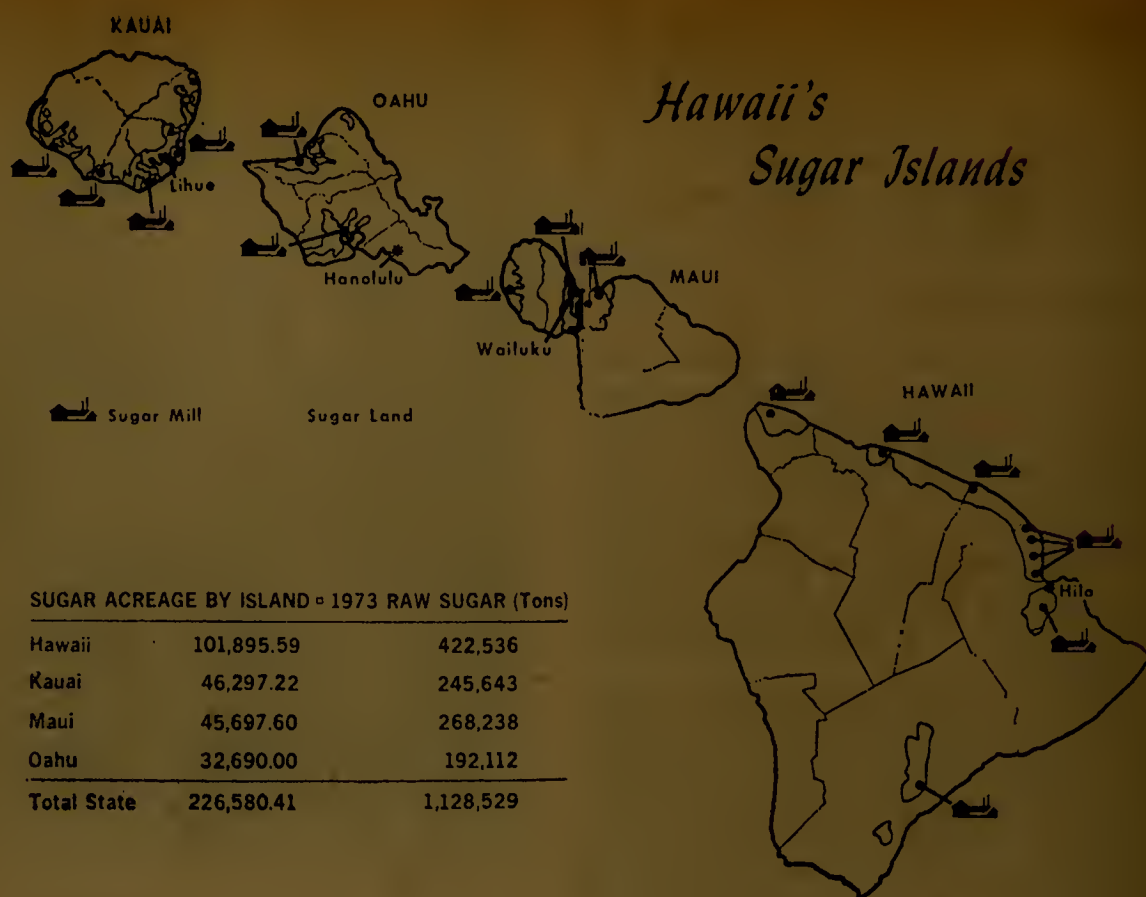 KAUAI
OAHU
Hawaii's
Sugar Islands
Lihue
Hanolulu
MAUI
Wailuku
HAWAII
Sugar Mill
Sugar Land
Hilo
SUGAR ACREAGE BY ISLAND ▫ 1973 RAW SUGAR (Tons)
Hawaii 101,895.59 422,536
Kauai 46,297.22 245,643
Maui 45,697.60 268,238
Oahu 32,690.00 192,112
Total State 226,580.41 1,128,529